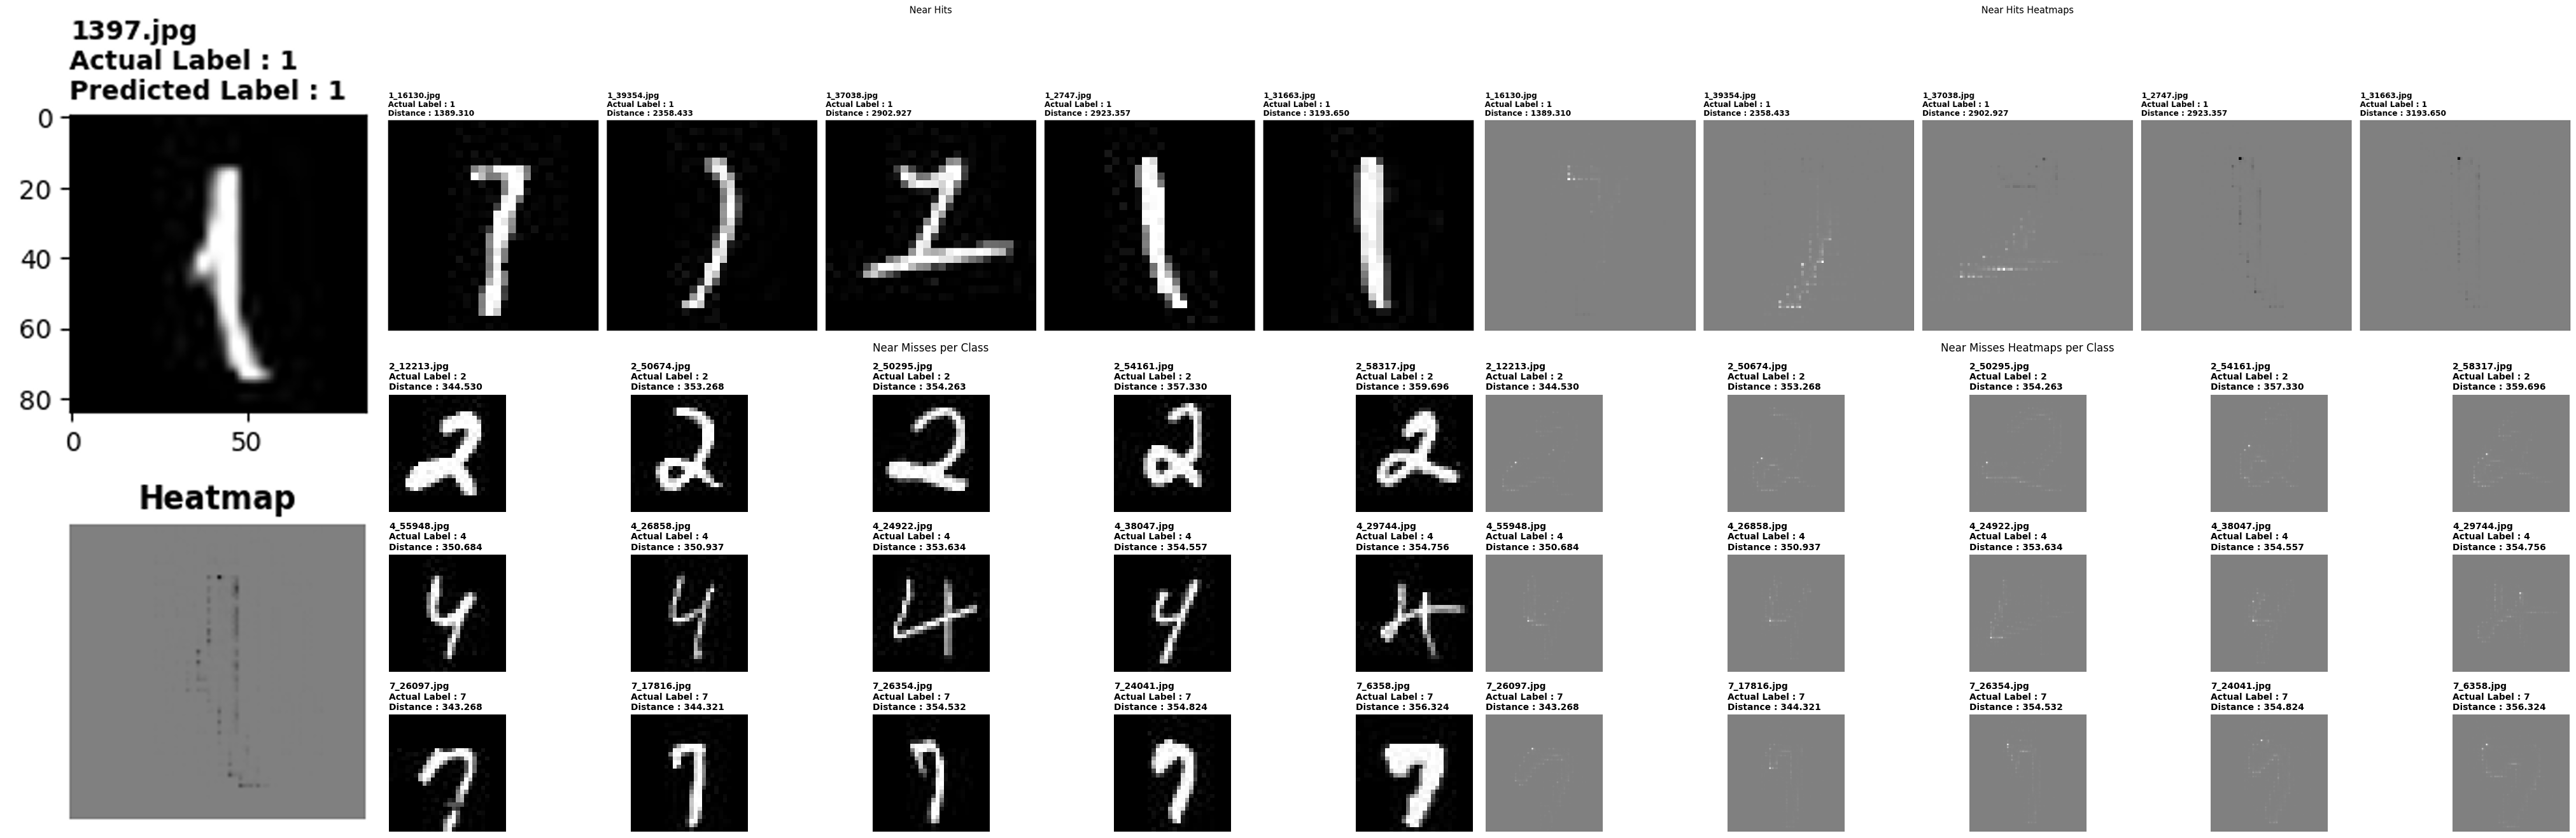 Near Hits
Near Hits Heatmaps
1397.jpg
Actual Label : 1
Predicted Label : 1
0
20
40
60
80
0 50
1_16130.jpg
Actual Label : 1
Distance : 1389.310
1_39354.jpg
Actual Label : 1
Distance : 2358.433
1_37038.jpg
Actual Label : 1
Distance : 2902.927
1_2747.jpg
Actual Label : 1
Distance : 2923.357
1_31663.jpg
Actual Label : 1
Distance : 3193.650
1_16130.jpg
Actual Label : 1
Distance : 1389.310
1_39354.jpg
Actual Label : 1
Distance : 2358.433
1_37038.jpg
Actual Label : 1
Distance : 2902.927
1_2747.jpg
Actual Label : 1
Distance : 2923.357
1_31663.jpg
Actual Label : 1
Distance : 3193.650
Heatmap
Near Misses per Class
Near Misses Heatmaps per Class
2_12213.jpg
Actual Label : 2
Distance : 344.530
2_50674.jpg
Actual Label : 2
Distance : 353.268
2_50295.jpg
Actual Label : 2
Distance : 354.263
2_54161.jpg
Actual Label : 2
Distance : 357.330
2_58317.jpg
Actual Label : 2
Distance : 359.696
2_12213.jpg
Actual Label : 2
Distance : 344.530
2_50674.jpg
Actual Label : 2
Distance : 353.268
2_50295.jpg
Actual Label : 2
Distance : 354.263
2_54161.jpg
Actual Label : 2
Distance : 357.330
2_58317.jpg
Actual Label : 2
Distance : 359.696
4_55948.jpg
Actual Label : 4
Distance : 350.684
4_26858.jpg
Actual Label : 4
Distance : 350.937
4_24922.jpg
Actual Label : 4
Distance : 353.634
4_38047.jpg
Actual Label : 4
Distance : 354.557
4_29744.jpg
Actual Label : 4
Distance : 354.756
4_55948.jpg
Actual Label : 4
Distance : 350.684
4_26858.jpg
Actual Label : 4
Distance : 350.937
4_24922.jpg
Actual Label : 4
Distance : 353.634
4_38047.jpg
Actual Label : 4
Distance : 354.557
4_29744.jpg
Actual Label : 4
Distance : 354.756
7_26097.jpg
Actual Label : 7
Distance : 343.268
7_17816.jpg
Actual Label : 7
Distance : 344.321
7_26354.jpg
Actual Label : 7
Distance : 354.532
7_24041.jpg
Actual Label : 7
Distance : 354.824
7_6358.jpg
Actual Label : 7
Distance : 356.324
7_26097.jpg
Actual Label : 7
Distance : 343.268
7_17816.jpg
Actual Label : 7
Distance : 344.321
7_26354.jpg
Actual Label : 7
Distance : 354.532
7_24041.jpg
Actual Label : 7
Distance : 354.824
7_6358.jpg
Actual Label : 7
Distance : 356.324